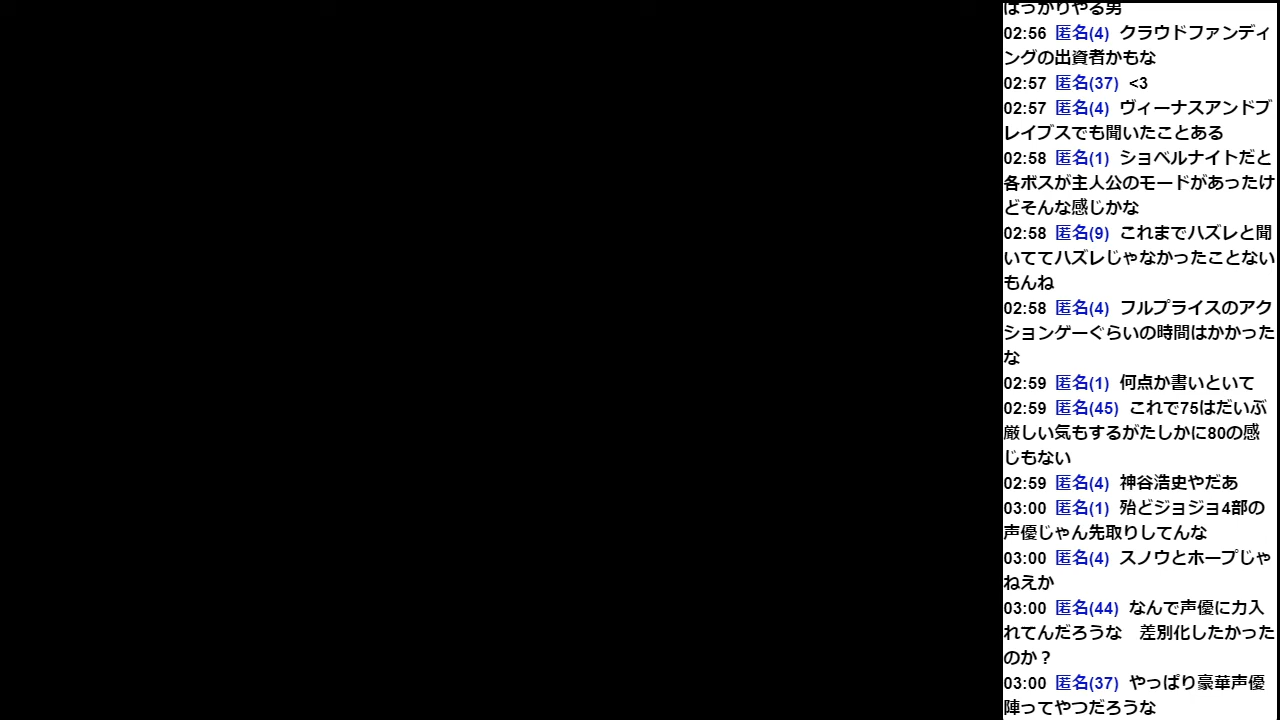 ばっかりやる男
02:56 匿名(4) クラウドファンディ
ングの出資者かもな
02:57 匿名(37) <3
02:57 匿名(4) ヴィーナスアンドブ
レイブスでも聞いたことある
02:58 匿名(1) ショベルナイトだと
各ボスが主人公のモードがあったけ
どそんな感じかな
02:58 匿名(9) これまでハズレと聞
いててハズレじゃなかったことない
もんね
02:58 匿名(4) フルプライスのアク
ションゲーぐらいの時間はかかった
な
02:59 匿名(1) 何点か書いといて
02:59 匿名(45) これで75はだいぶ
厳しい気もするがたしかに80の感
じもない
02:59 匿名(4) 神谷浩史やだあ
03:00 匿名(1) 殆どジョジョ4部の
声優じゃん先取りしてんな
03:00 匿名(4) スノウとホープじゃ
ねえか
03:00 匿名(44) なんで声優に力入
れてんだろうな　差別化したかった
のか？
03:00 匿名(37) やっぱり豪華声優
陣ってやつだろうな